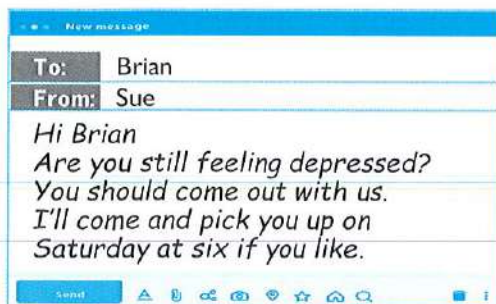 New message
To: Brian
From: Sue
Hi Brian
Are you still feeling depressed?
You should come out with us.
I'll come and pick you up on
Saturday at six if you like.
Send